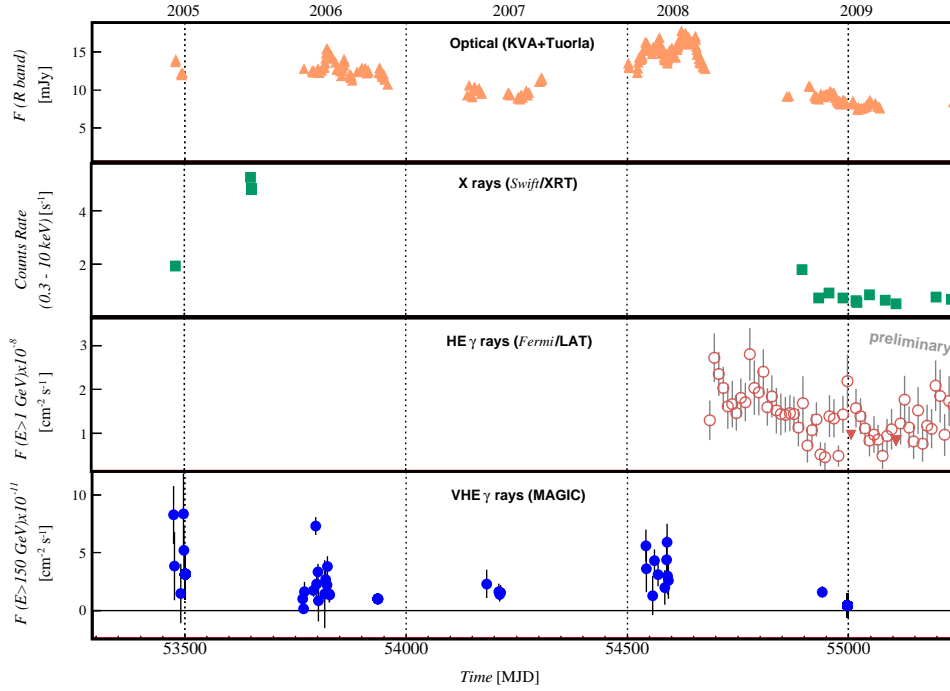 2005 2006 2007 2008 2009
Optical (KVA+Tuorla)
F (R band)
[mJy]
15
10
5
X rays (Swift/XRT)
Counts Rate
(0.3 - 10 keV) [s⁻¹]
4
2
HE γ rays (Fermi/LAT)
preliminary
F (E>1 GeV)x10⁻⁸
[cm⁻² s⁻¹]
3
2
1
VHE γ rays (MAGIC)
F (E>150 GeV)x10⁻¹¹
[cm⁻² s⁻¹]
10
5
0
53500 54000 54500 55000
Time [MJD]